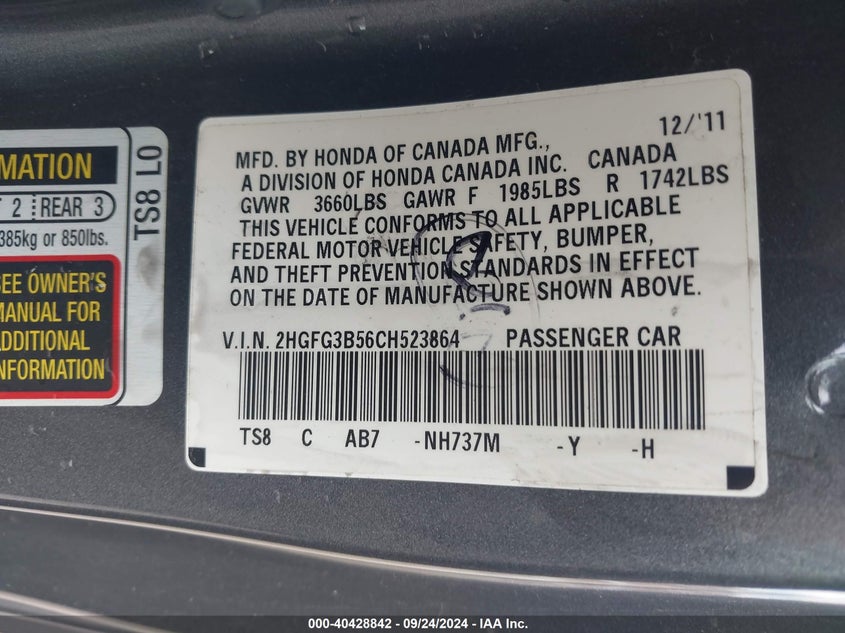 MATION
T 2 REAR 3
385kg or 850lbs.
EE OWNER'S
MANUAL FOR
ADDITIONAL
INFORMATION
TS8 L0
12/'11
MFD. BY HONDA OF CANADA MFG.,
A DIVISION OF HONDA CANADA INC. CANADA
GVWR 3660LBS GAWR F 1985LBS R 1742LBS
THIS VEHICLE CONFORMS TO ALL APPLICABLE
FEDERAL MOTOR VEHICLE SAFETY, BUMPER,
AND THEFT PREVENTION STANDARDS IN EFFECT
ON THE DATE OF MANUFACTURE SHOWN ABOVE.
V.I.N. 2HGFG3B56CH523864 PASSENGER CAR
TS8 C AB7 -NH737M -Y -H
000-40428842 - 09/24/2024 - IAA Inc.